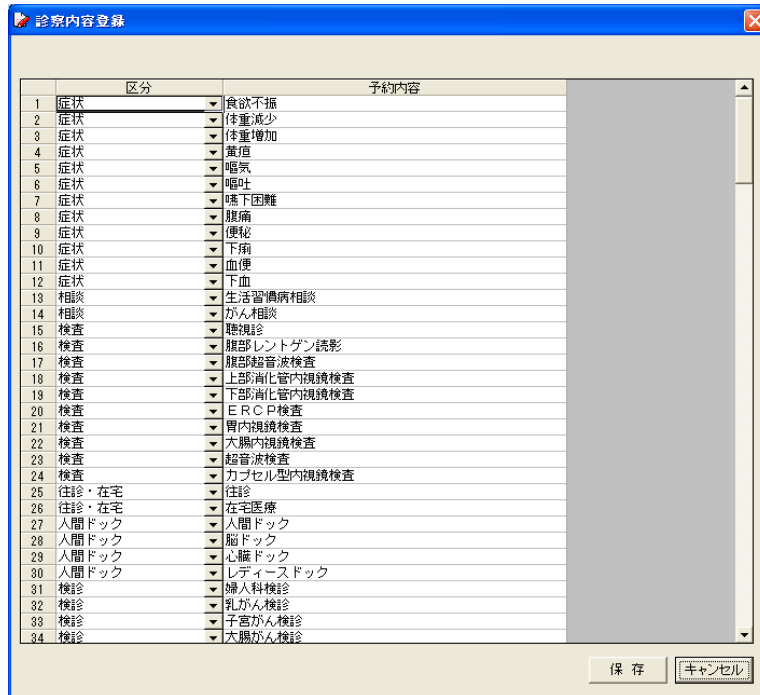 診察内容登録
区分 予約内容
1 症状 食欲不振
2 症状 体重減少
3 症状 体重増加
4 症状 黄疸
5 症状 嘔気
6 症状 嘔吐
7 症状 嚥下困難
8 症状 腹痛
9 症状 便秘
10 症状 下痢
11 症状 血便
12 症状 下血
13 相談 生活習慣病相談
14 相談 がん相談
15 検査 聴視診
16 検査 腹部レントゲン読影
17 検査 腹部超音波検査
18 検査 上部消化管内視鏡検査
19 検査 下部消化管内視鏡検査
20 検査 ＥＲＣＰ検査
21 検査 胃内視鏡検査
22 検査 大腸内視鏡検査
23 検査 超音波検査
24 検査 カプセル型内視鏡検査
25 往診・在宅 往診
26 往診・在宅 在宅医療
27 人間ドック 人間ドック
28 人間ドック 脳ドック
29 人間ドック 心臓ドック
30 人間ドック レディースドック
31 検診 婦人科検診
32 検診 乳がん検診
33 検診 子宮がん検診
34 検診 大腸がん検診
保 存 キャンセル